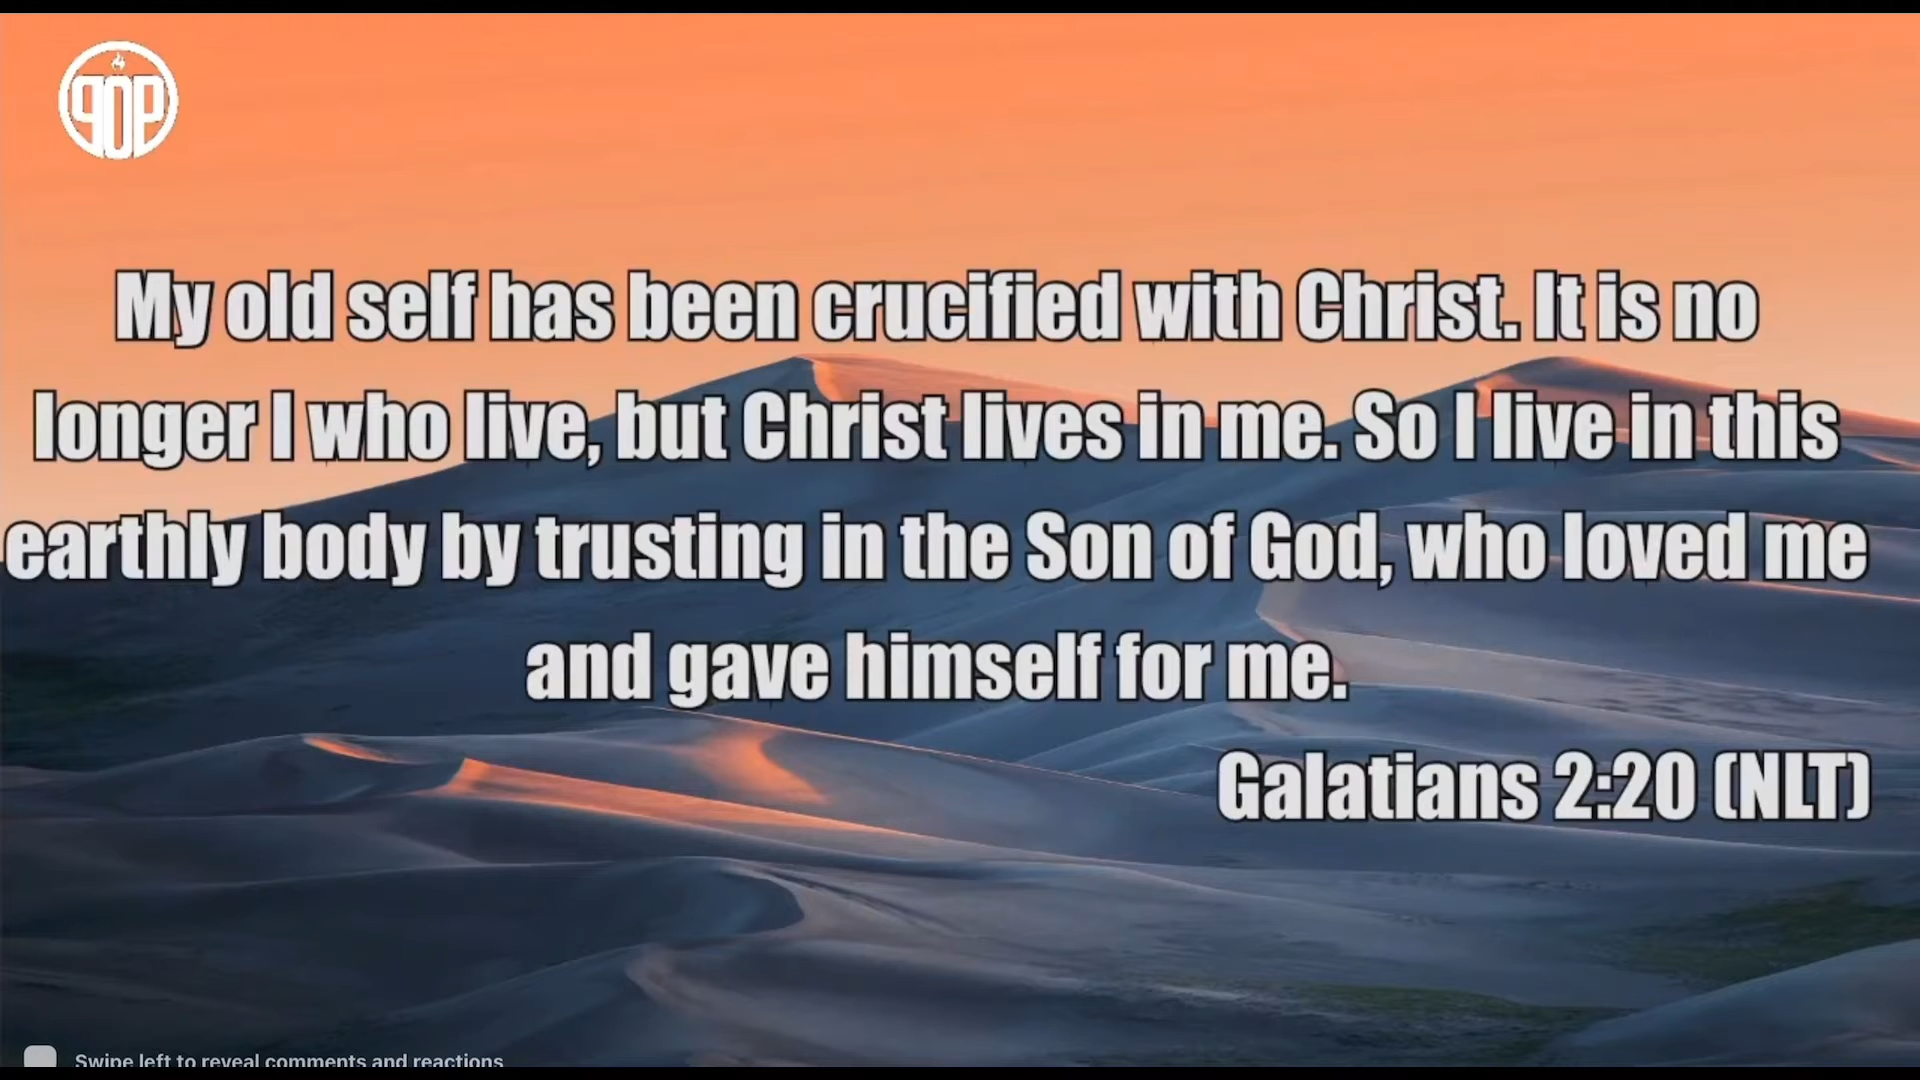 POP
My old self has been crucified with Christ. It is no
longer I who live, but Christ lives in me. So I live in this
earthly body by trusting in the Son of God, who loved me
and gave himself for me.
Galatians 2:20 (NLT)
Swipe left to reveal comments and reactions